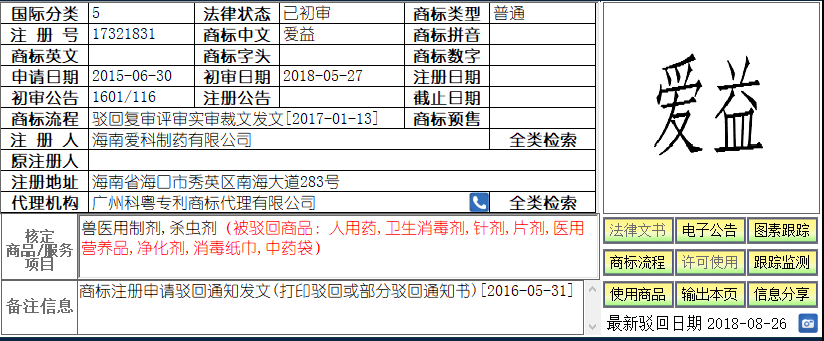 国际分类 5 法律状态 已初审 商标类型 普通
注 册 号 17321831 商标中文 爱益 商标拼音
商标英文 商标字头 商标数字
申请日期 2015-06-30 初审日期 2018-05-27 注册日期
初审公告 1601/116 注册公告 截止日期
商标流程 驳回复审评审实审裁文发文[2017-01-13] 商标预售
注 册 人 海南爱科制药有限公司 全类检索
原注册人
注册地址 海南省海口市秀英区南海大道283号
代理机构 广州科粤专利商标代理有限公司 全类检索
核定
商品/服务
项目
兽医用制剂,杀虫剂 (被驳回商品: 人用药,卫生消毒剂,针剂,片剂,医用
营养品,净化剂,消毒纸巾,中药袋)
备注信息
商标注册申请驳回通知发文(打印驳回或部分驳回通知书)[2016-05-31]
爱益
法律文书 电子公告 图素跟踪
商标流程 许可使用 跟踪监测
使用商品 输出本页 信息分享
最新驳回日期 2018-08-26